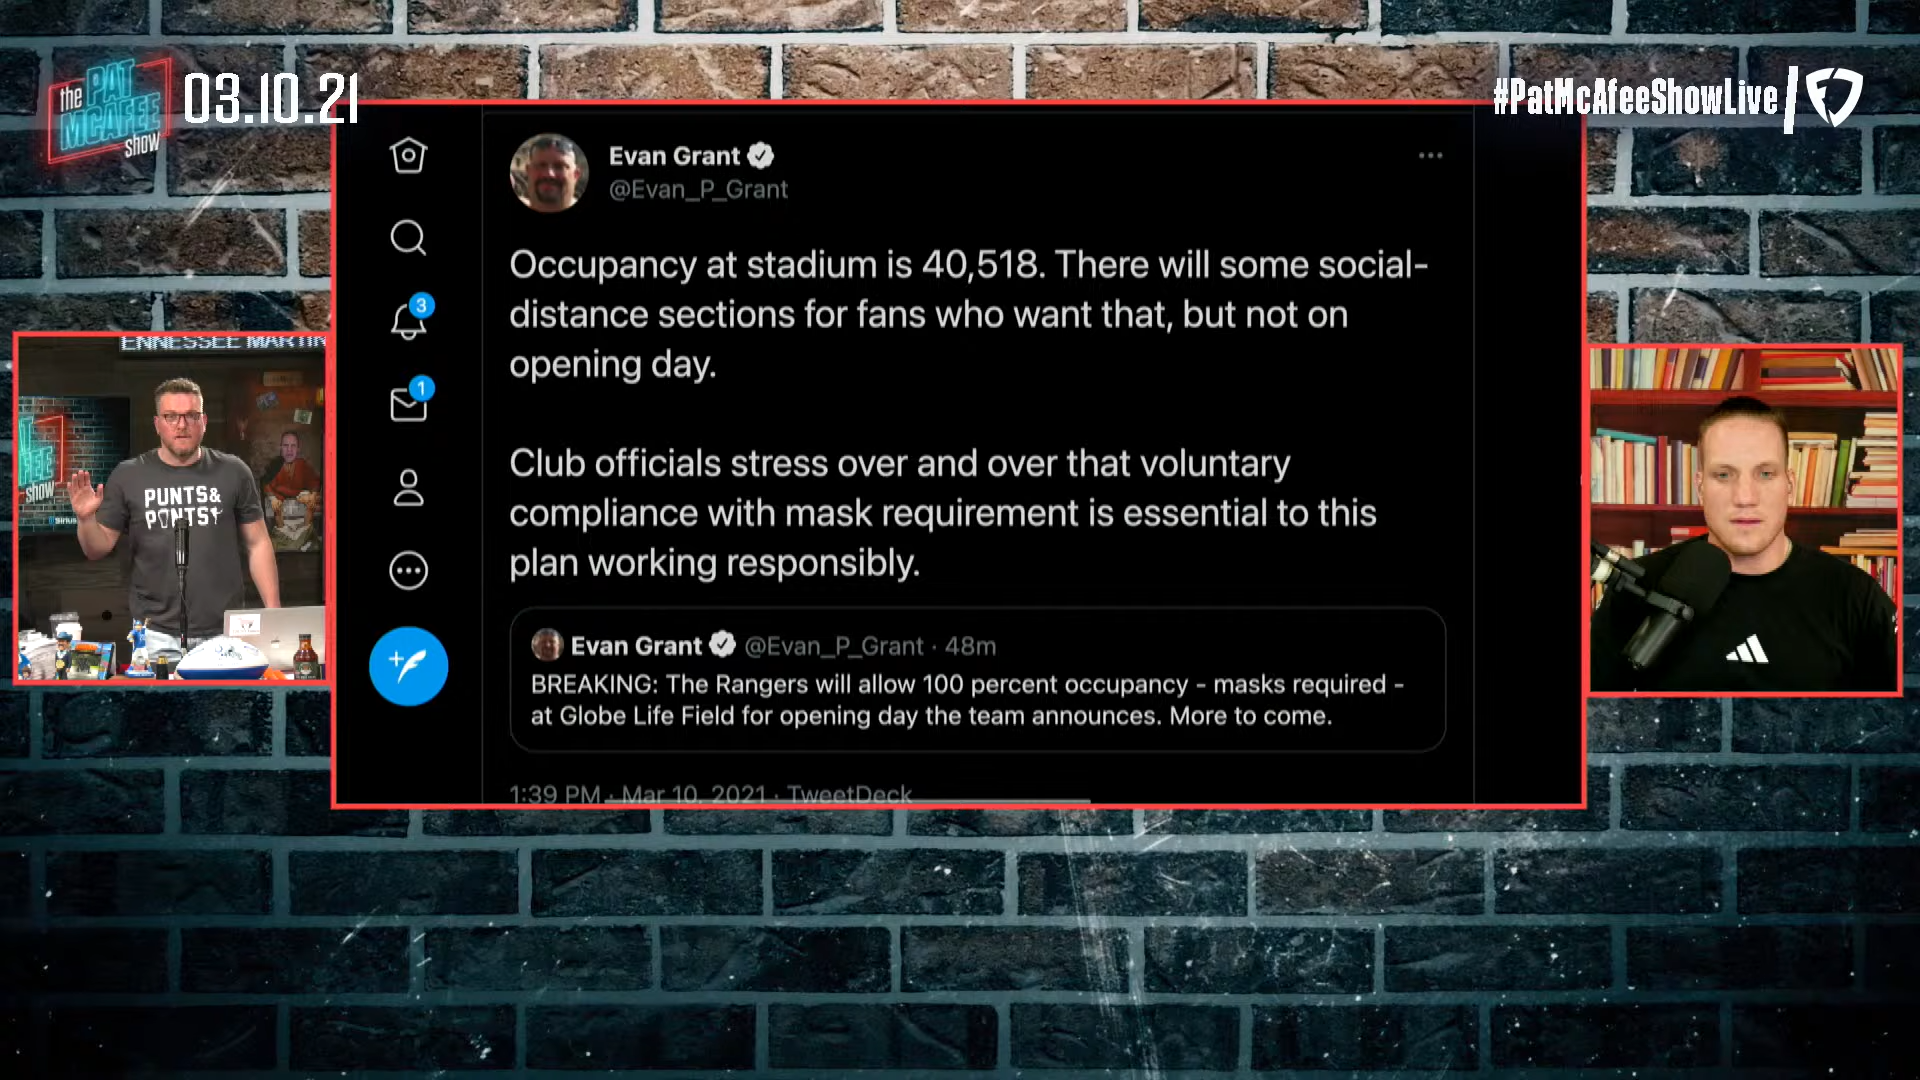 the PAT MCAFEE show
03.10.21
#PatMcAfeeShowLive
Evan Grant
@Evan_P_Grant
Occupancy at stadium is 40,518. There will some social-
distance sections for fans who want that, but not on
opening day.
Club officials stress over and over that voluntary
compliance with mask requirement is essential to this
plan working responsibly.
Evan Grant @Evan_P_Grant · 48m
BREAKING: The Rangers will allow 100 percent occupancy - masks required -
at Globe Life Field for opening day the team announces. More to come.
1:39 PM · Mar 10, 2021 · TweetDeck
3
1
ENNESSEE MARTIN
PUNTS&
PONTS
show